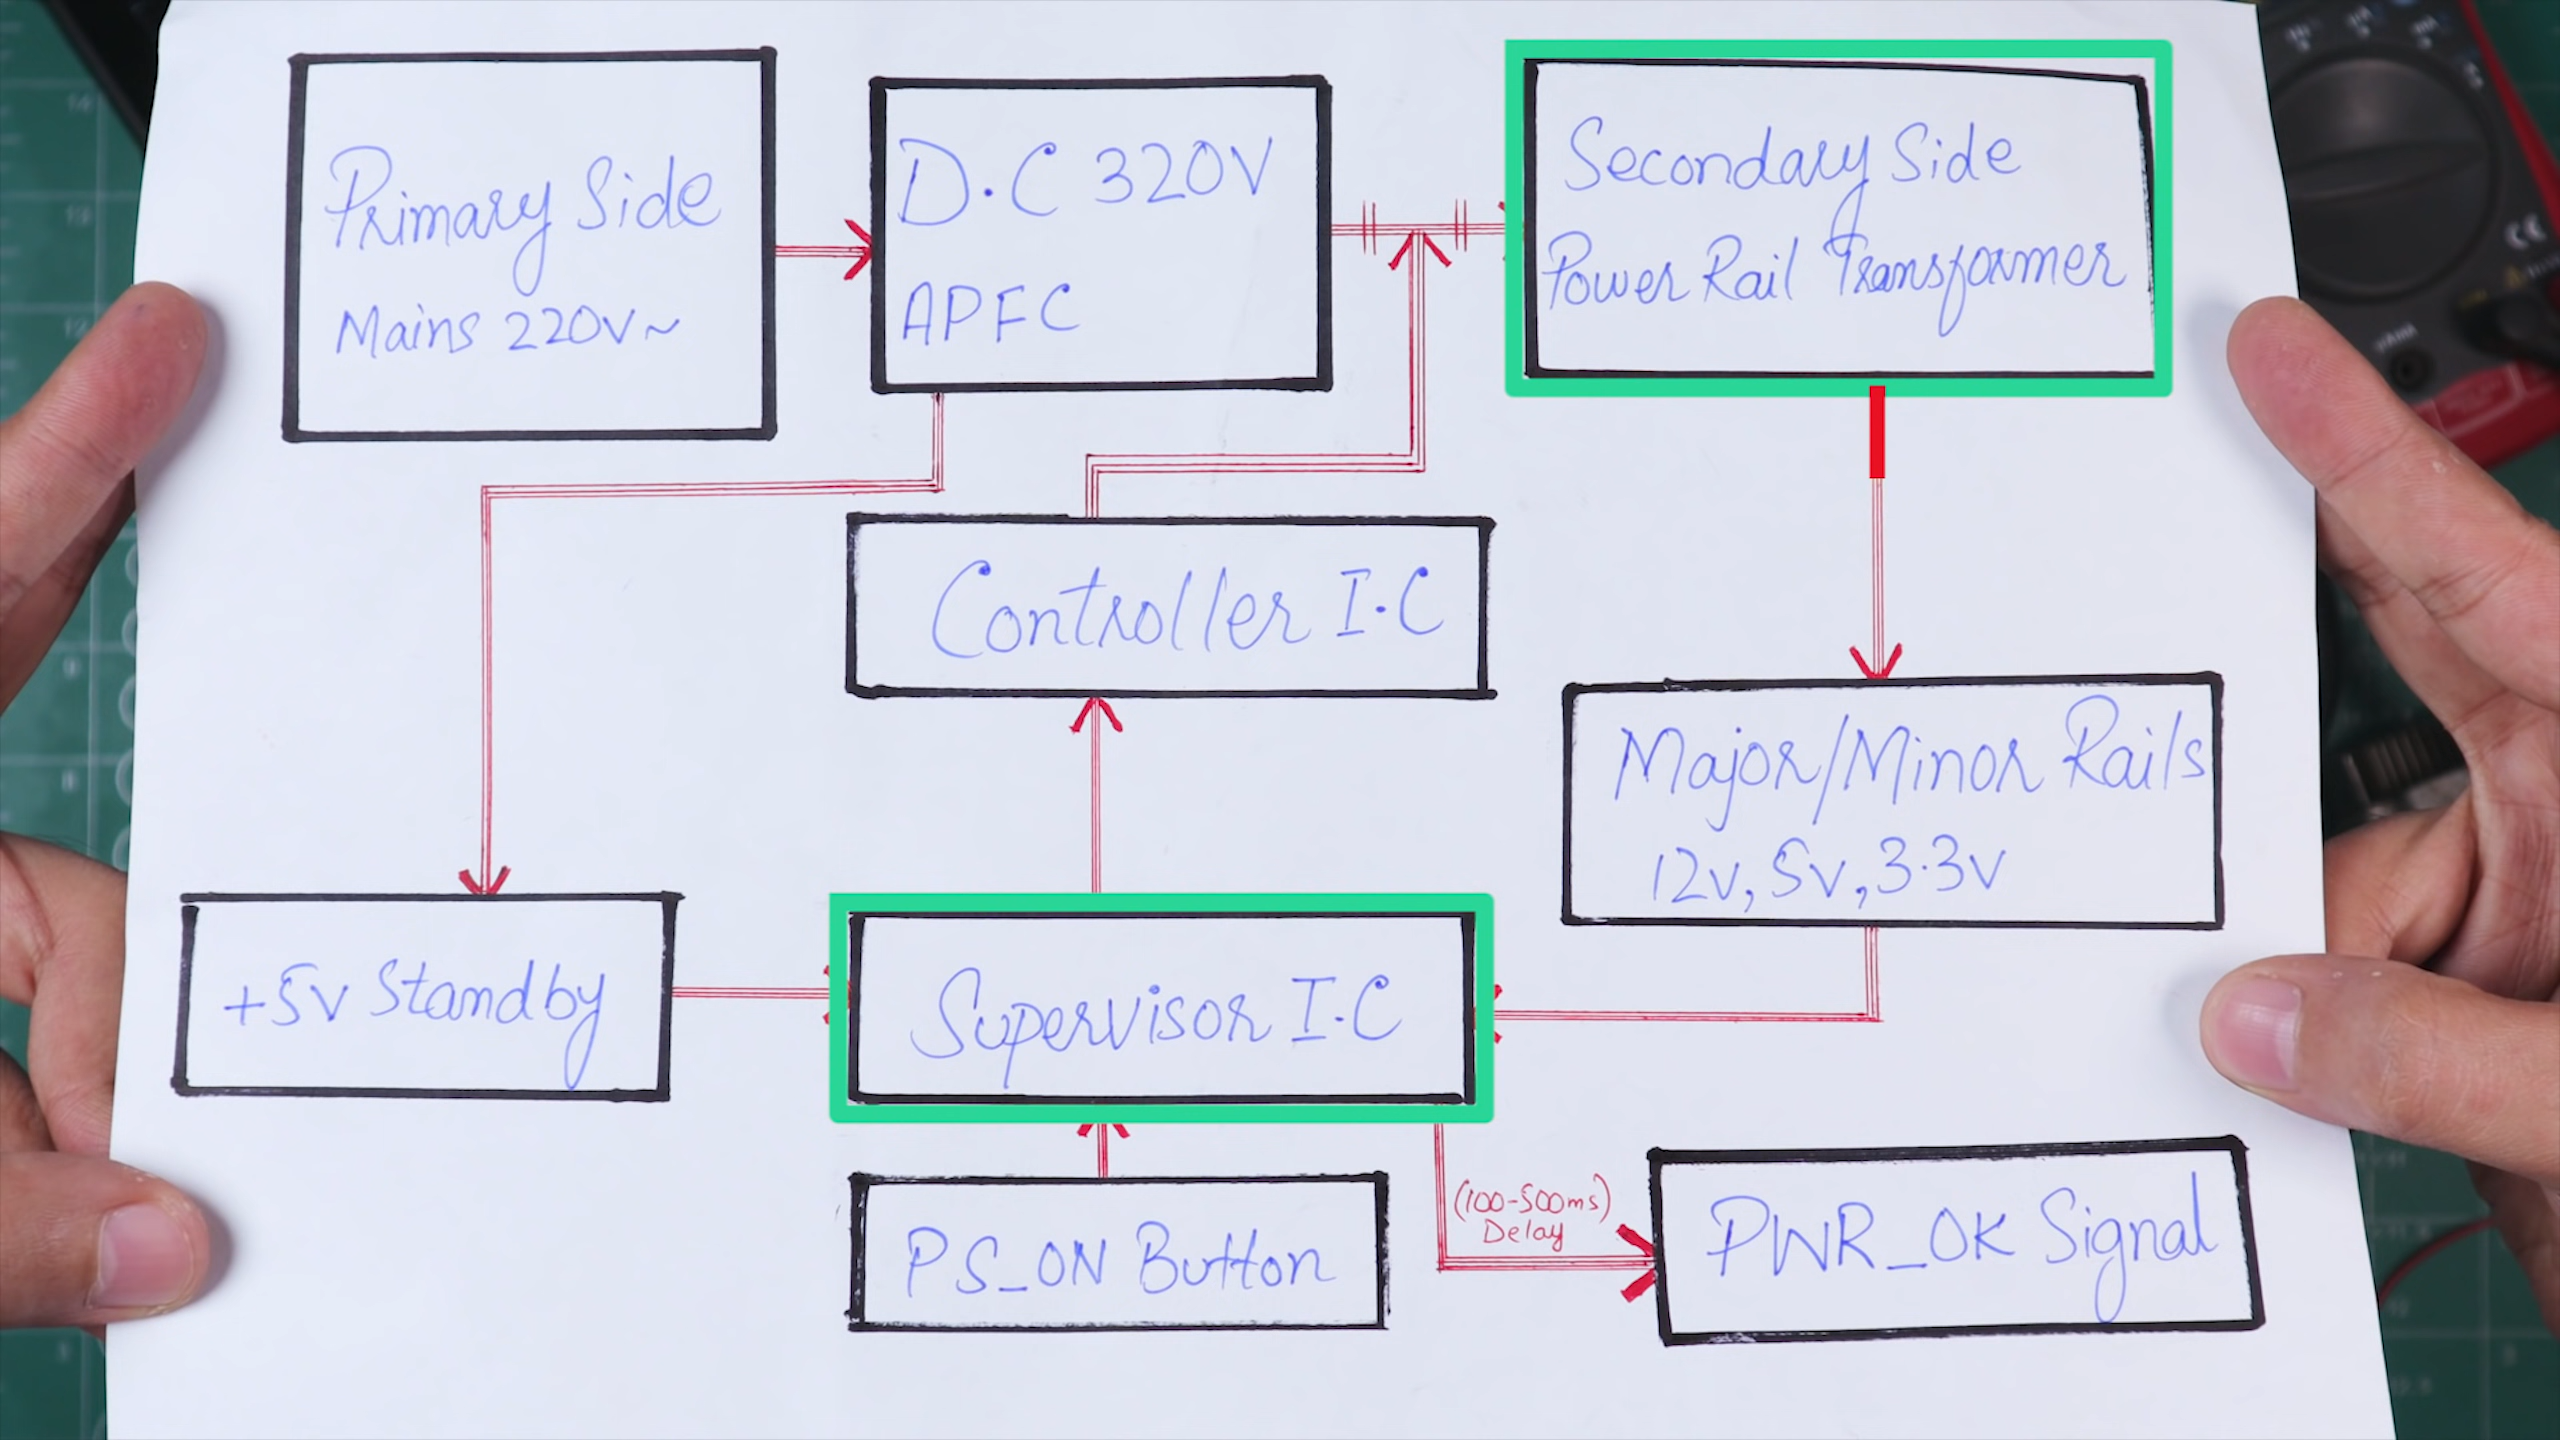 Primary Side
Mains 220V~
D.C 320V
APFC
Secondary Side
Power Rail Transformer
Controller I.C
Major/Minor Rails
12V, 5V, 3.3V
+5V Standby
Supervisor I.C
PS_ON Button
(100-500ms)
Delay
PWR_OK Signal